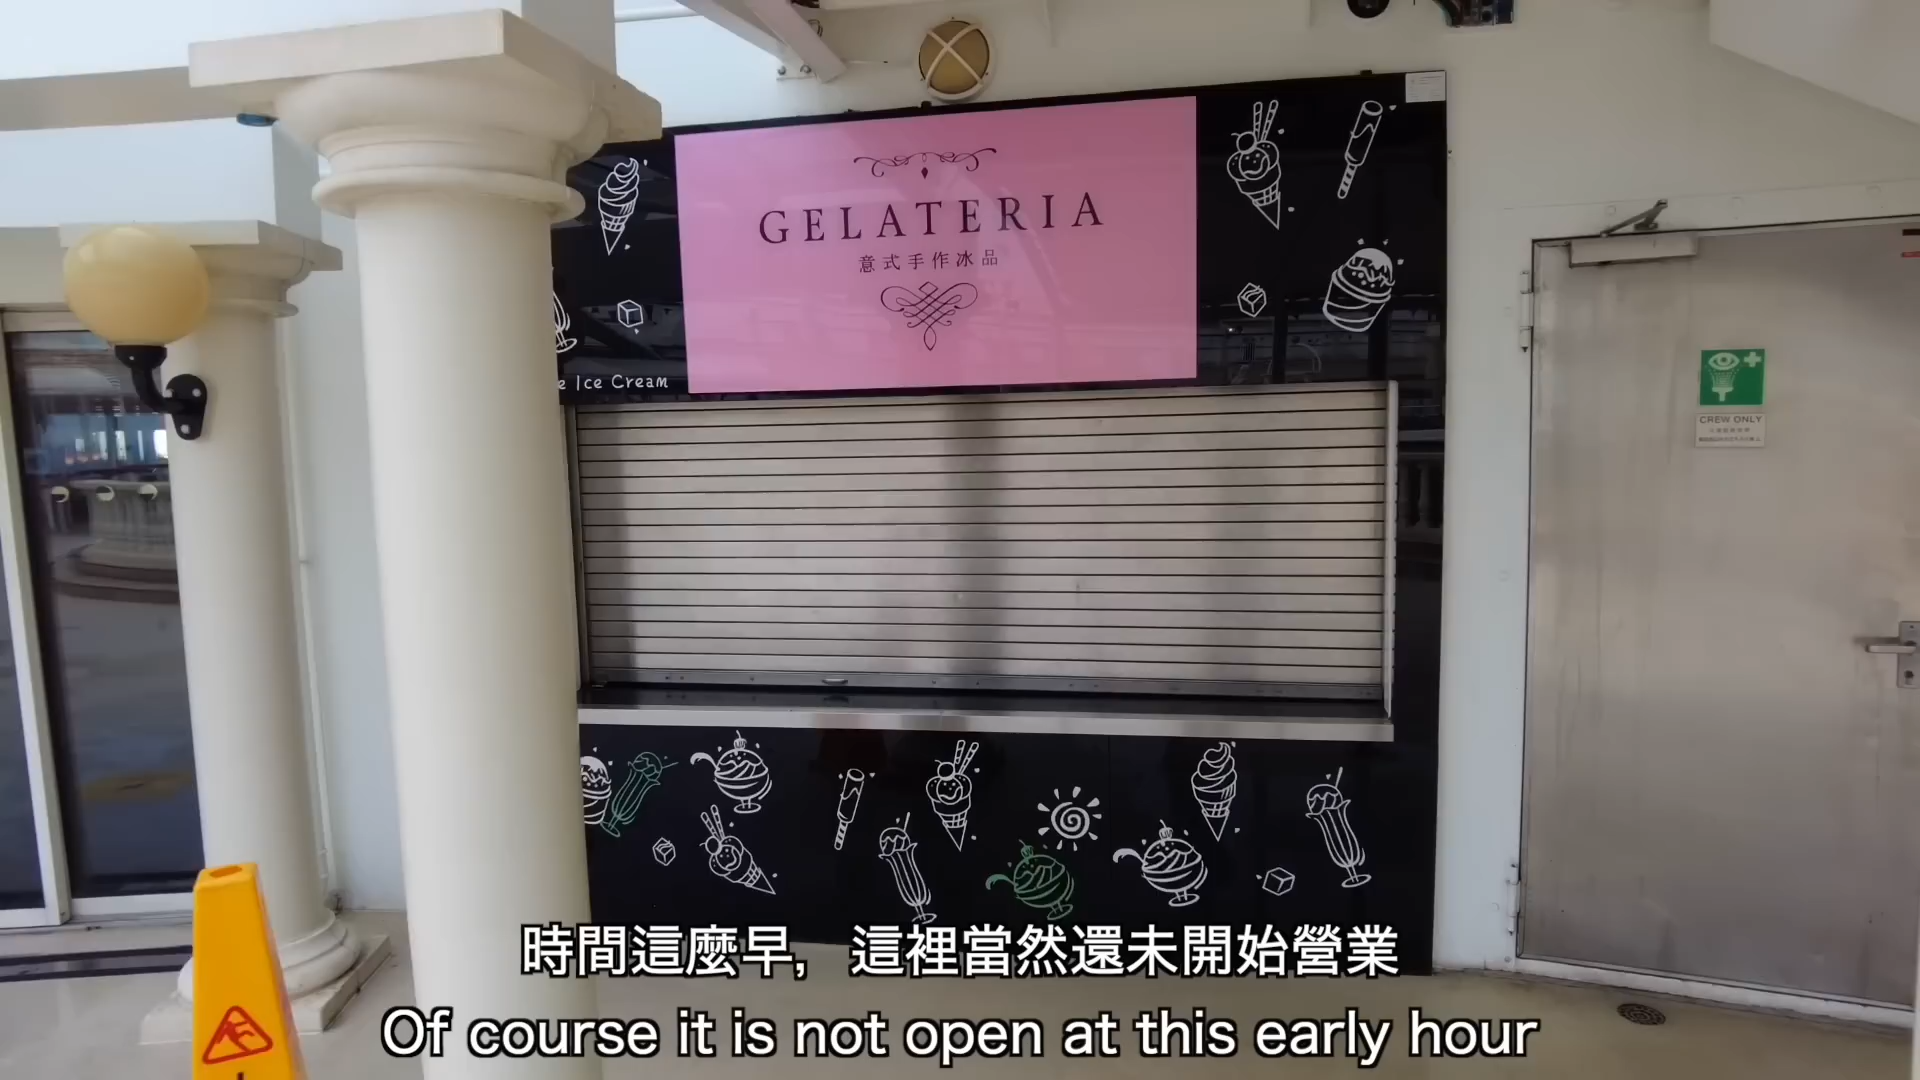 GELATERIA
意式手作冰品
e Ice Cream
CREW ONLY
時間這麼早，這裡當然還未開始營業
Of course it is not open at this early hour